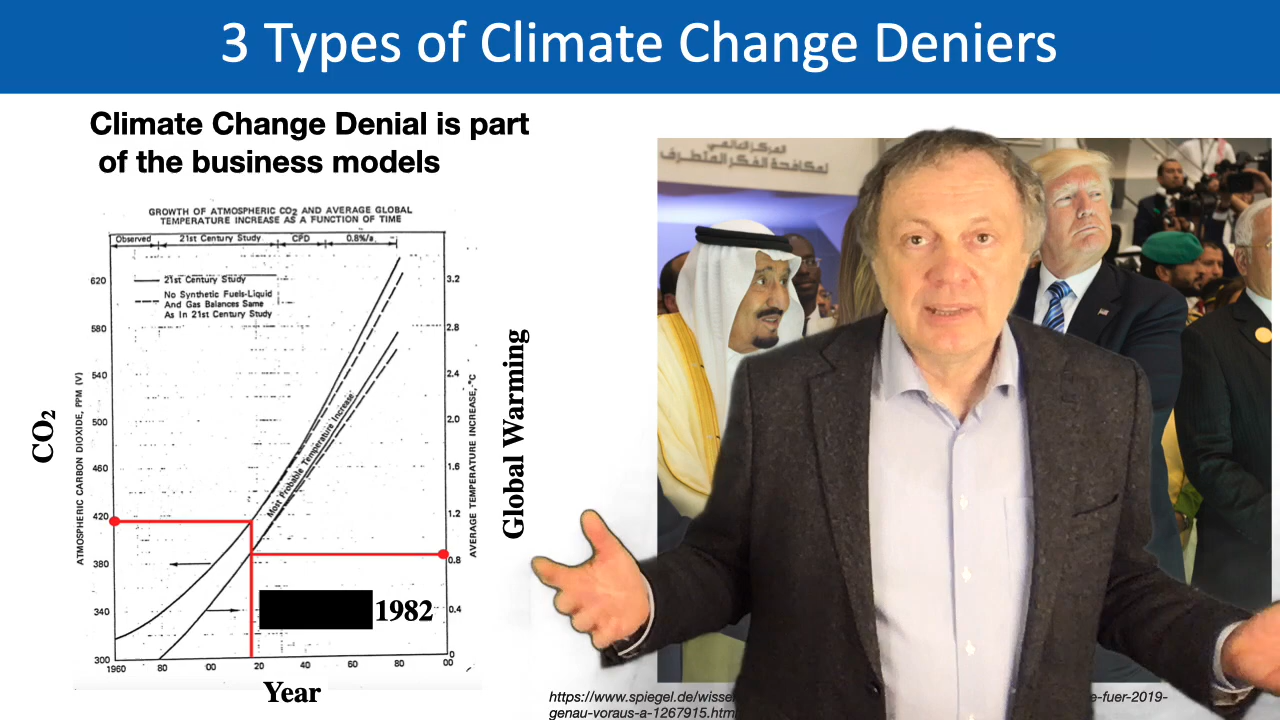 3 Types of Climate Change Deniers
Climate Change Denial is part
of the business models
GROWTH OF ATMOSPHERIC CO2 AND AVERAGE GLOBAL
TEMPERATURE INCREASE AS A FUNCTION OF TIME
Observed 21st Century Study CPD 0.8%/a
21st Century Study
No Synthetic Fuels-Liquid
And Gas Balances Same
As In 21st Century Study
620
580
540
500
460
420
380
340
300
3.2
2.8
2.4
2.0
1.6
1.2
0.8
0.4
0
CO₂
ATMOSPHERIC CARBON DIOXIDE, PPM (V)
Most Probable Temperature Increase
AVERAGE TEMPERATURE INCREASE, °C
Global Warming
1982
1960 80 00 20 40 60 80 00
Year
المركز العالمي
لمكافحة الفكر المتطرف
https://www.spiegel.de/wisse e-fuer-2019-
genau-voraus-a-1267915.htm